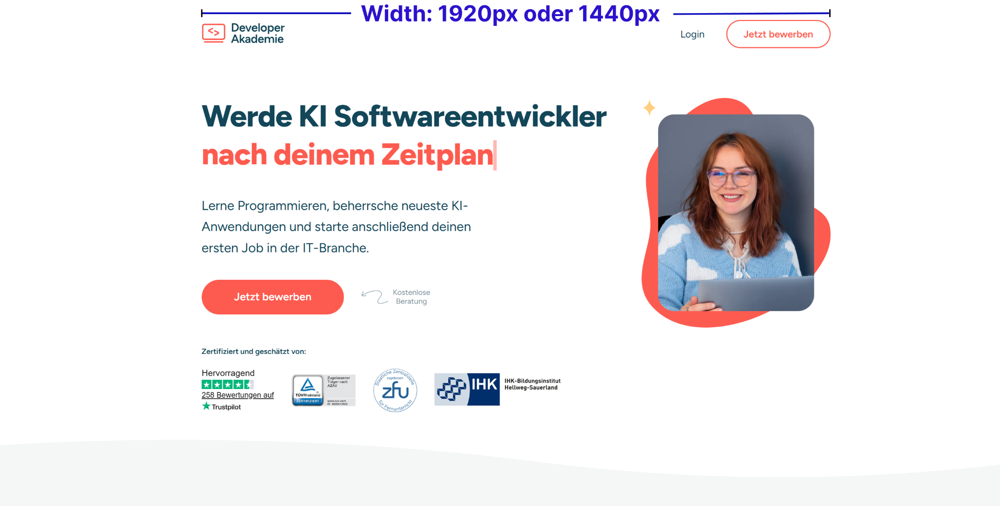 Width: 1920px oder 1440px
Developer
Akademie
Login
Jetzt bewerben
Werde KI Softwareentwickler
nach deinem Zeitplan
Lerne Programmieren, beherrsche neueste KI-
Anwendungen und starte anschließend deinen
ersten Job in der IT-Branche.
Jetzt bewerben
Kostenlose
Beratung
Zertifiziert und geschätzt von:
Hervorragend
258 Bewertungen auf
Trustpilot
TÜVRheinland®
ZERTIFIZIERT
Zugelassener
Träger nach
AZAV
www.tuv.com
ID 9000012503
Staatliche Zentralstelle
zugelassen
zfu
für Fernunterricht
IHK
IHK-Bildungsinstitut
Hellweg-Sauerland